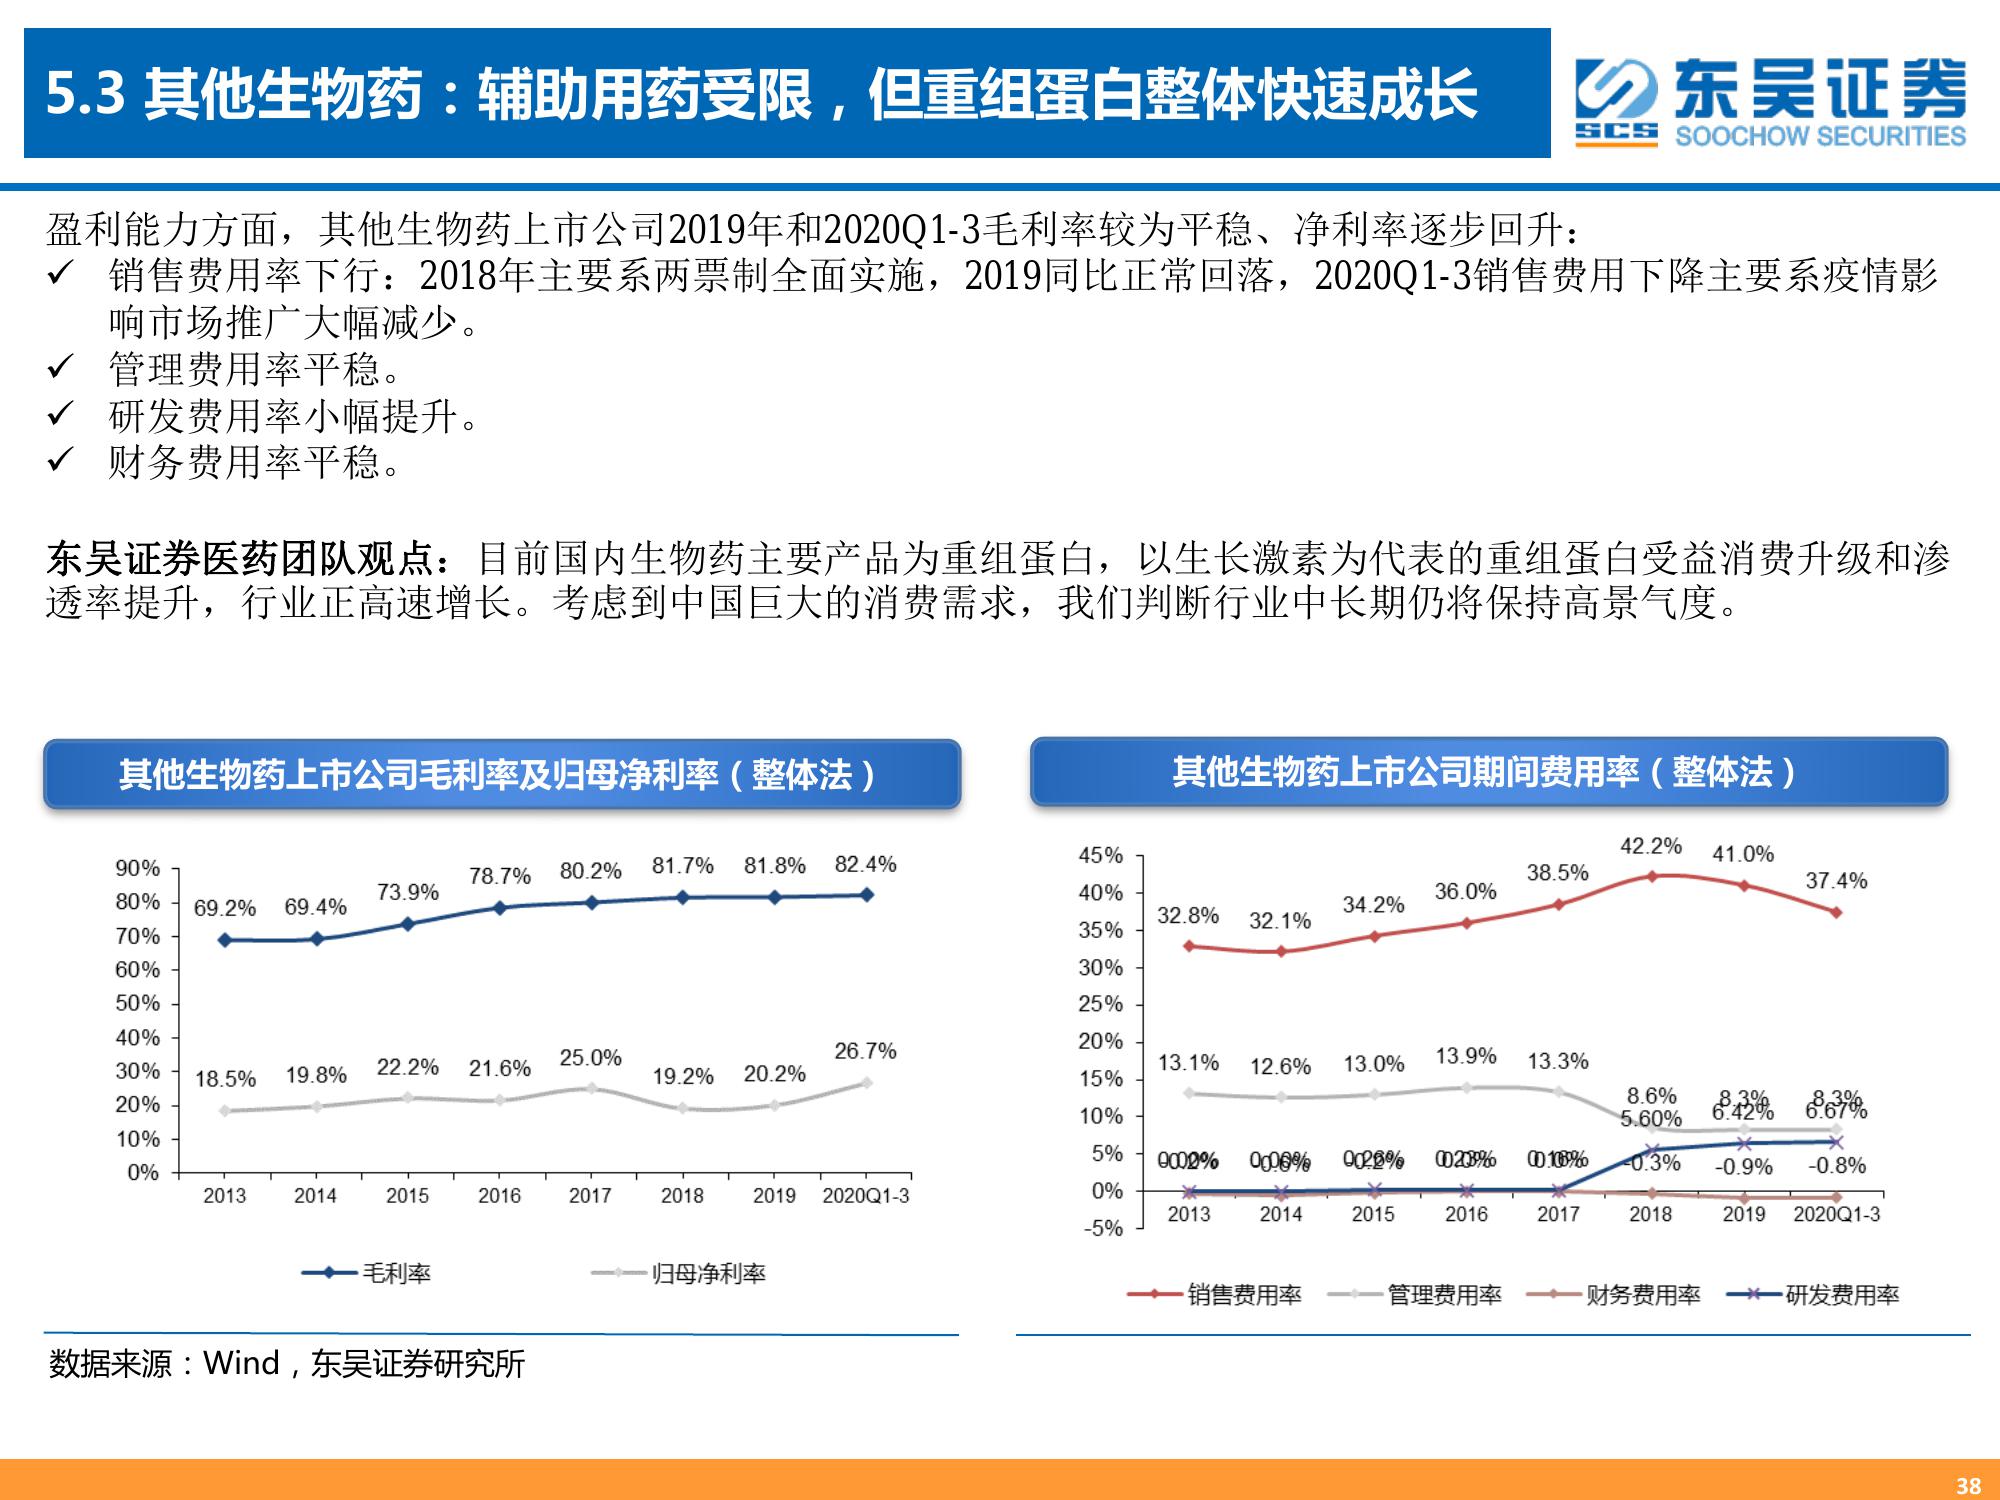 5.3 其他生物药：辅助用药受限，但重组蛋白整体快速成长
东吴证券
SCS
SOOCHOW SECURITIES
盈利能力方面，其他生物药上市公司2019年和2020Q1-3毛利率较为平稳、净利率逐步回升：
✓ 销售费用率下行：2018年主要系两票制全面实施，2019同比正常回落，2020Q1-3销售费用下降主要系疫情影
响市场推广大幅减少。
✓ 管理费用率平稳。
✓ 研发费用率小幅提升。
✓ 财务费用率平稳。
东吴证券医药团队观点：目前国内生物药主要产品为重组蛋白，以生长激素为代表的重组蛋白受益消费升级和渗
透率提升，行业正高速增长。考虑到中国巨大的消费需求，我们判断行业中长期仍将保持高景气度。
其他生物药上市公司毛利率及归母净利率（整体法）
90%
80%
70%
60%
50%
40%
30%
20%
10%
0%
69.2% 69.4% 73.9% 78.7% 80.2% 81.7% 81.8% 82.4%
18.5% 19.8% 22.2% 21.6% 25.0% 19.2% 20.2% 26.7%
2013 2014 2015 2016 2017 2018 2019 2020Q1-3
毛利率 归母净利率
其他生物药上市公司期间费用率（整体法）
45%
40%
35%
30%
25%
20%
15%
10%
5%
0%
-5%
32.8% 32.1% 34.2% 36.0% 38.5% 42.2% 41.0% 37.4%
13.1% 12.6% 13.0% 13.9% 13.3% 8.6% 8.3% 8.3%
5.60% 6.42% 6.67%
-0.3% -0.9% -0.8%
2013 2014 2015 2016 2017 2018 2019 2020Q1-3
销售费用率 管理费用率 财务费用率 研发费用率
数据来源：Wind，东吴证券研究所
38